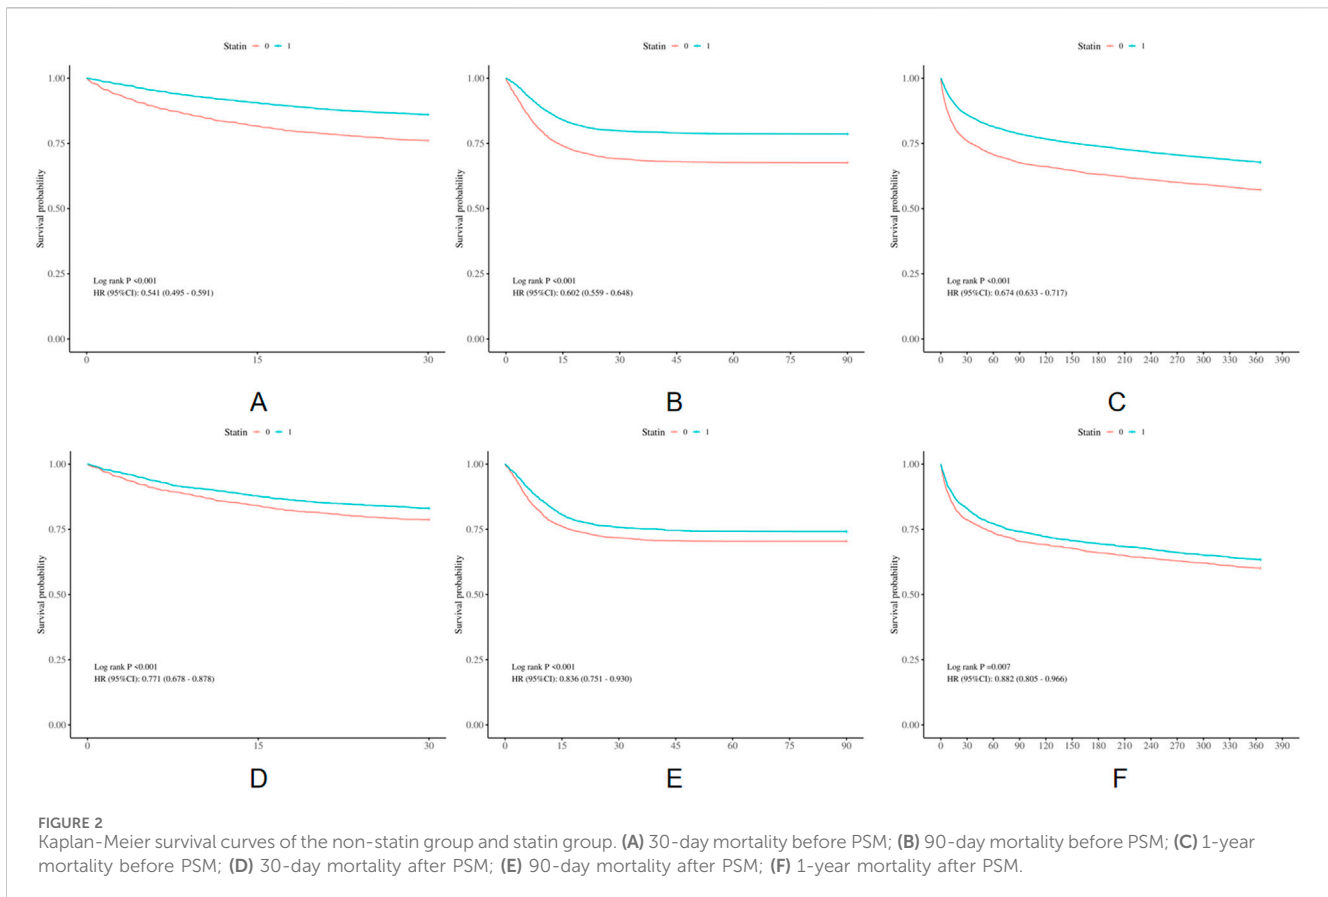 Statin 0 1
Statin 0 1
Statin 0 1
1.00
0.75
0.50
0.25
0.00
Survival probability
Log rank P <0.001
HR (95%CI): 0.541 (0.495 - 0.591)
0 15 30
A
1.00
0.75
0.50
0.25
0.00
Survival probability
Log rank P <0.001
HR (95%CI): 0.602 (0.559 - 0.648)
0 15 30 45 60 75 90
B
1.00
0.75
0.50
0.25
0.00
Survival probability
Log rank P <0.001
HR (95%CI): 0.674 (0.633 - 0.717)
0 30 60 90 120 150 180 210 240 270 300 330 360 390
C
Statin 0 1
Statin 0 1
Statin 0 1
1.00
0.75
0.50
0.25
0.00
Survival probability
Log rank P <0.001
HR (95%CI): 0.771 (0.678 - 0.878)
0 15 30
D
1.00
0.75
0.50
0.25
0.00
Survival probability
Log rank P <0.001
HR (95%CI): 0.836 (0.751 - 0.930)
0 15 30 45 60 75 90
E
1.00
0.75
0.50
0.25
0.00
Survival probability
Log rank P =0.007
HR (95%CI): 0.882 (0.805 - 0.966)
0 30 60 90 120 150 180 210 240 270 300 330 360 390
F
FIGURE 2
Kaplan-Meier survival curves of the non-statin group and statin group. (A) 30-day mortality before PSM; (B) 90-day mortality before PSM; (C) 1-year
mortality before PSM; (D) 30-day mortality after PSM; (E) 90-day mortality after PSM; (F) 1-year mortality after PSM.